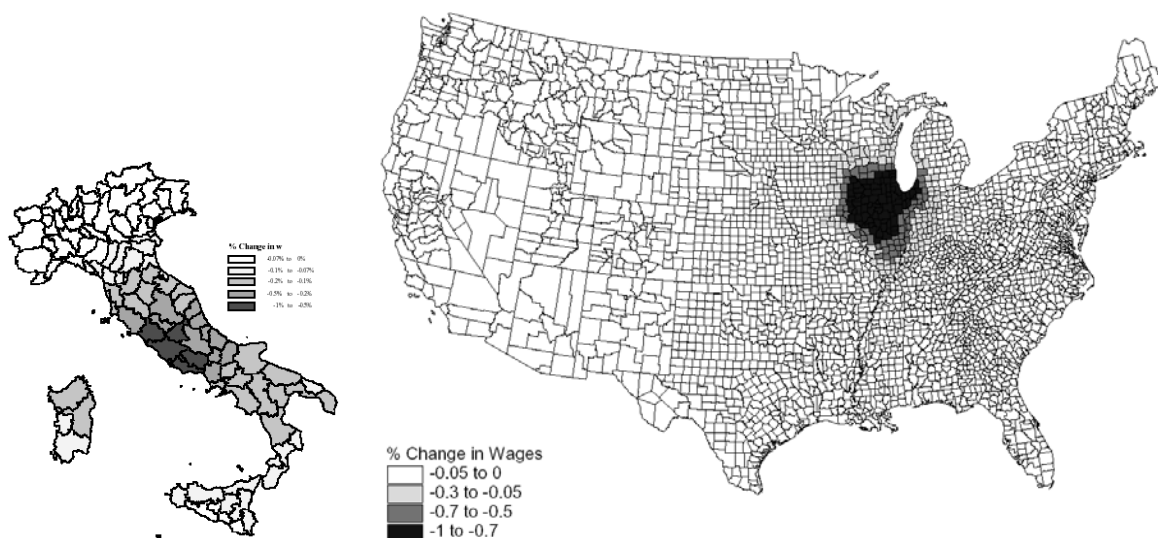 % Change in w
-0.07% to 0%
-0.1% to -0.07%
-0.2% to -0.1%
-0.5% to -0.2%
-1% to -0.5%
% Change in Wages
-0.05 to 0
-0.3 to -0.05
-0.7 to -0.5
-1 to -0.7